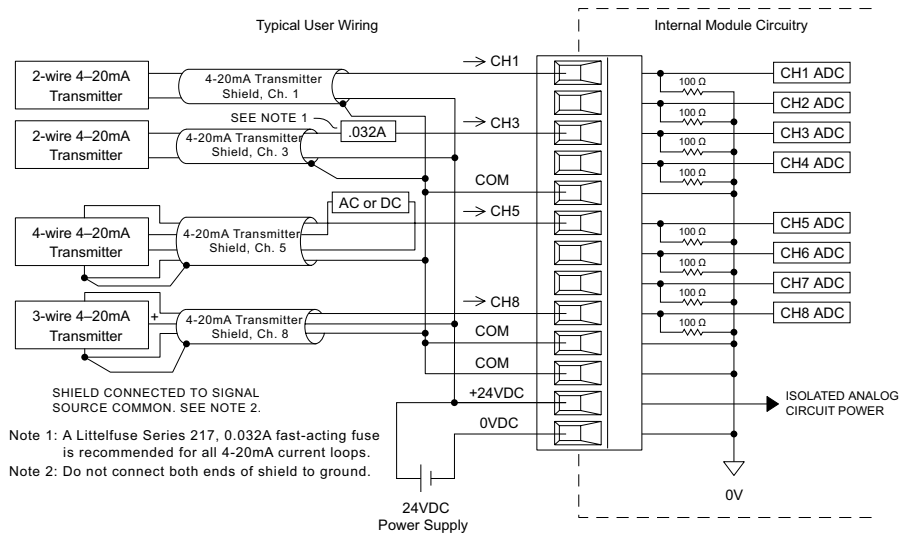 Typical User Wiring
Internal Module Circuitry
2-wire 4–20mA
Transmitter
4-20mA Transmitter
Shield, Ch. 1
CH1
100 Ω
CH1 ADC
100 Ω
CH2 ADC
SEE NOTE 1
2-wire 4–20mA
Transmitter
4-20mA Transmitter
Shield, Ch. 3
.032A
CH3
100 Ω
CH3 ADC
100 Ω
CH4 ADC
COM
AC or DC
4-wire 4–20mA
Transmitter
4-20mA Transmitter
Shield, Ch. 5
CH5
100 Ω
CH5 ADC
100 Ω
CH6 ADC
100 Ω
CH7 ADC
3-wire 4–20mA
Transmitter
+
4-20mA Transmitter
Shield, Ch. 8
CH8
100 Ω
CH8 ADC
COM
COM
SHIELD CONNECTED TO SIGNAL
SOURCE COMMON. SEE NOTE 2.
+24VDC
ISOLATED ANALOG
CIRCUIT POWER
0VDC
Note 1: A Littelfuse Series 217, 0.032A fast-acting fuse
is recommended for all 4-20mA current loops.
Note 2: Do not connect both ends of shield to ground.
0V
24VDC
Power Supply